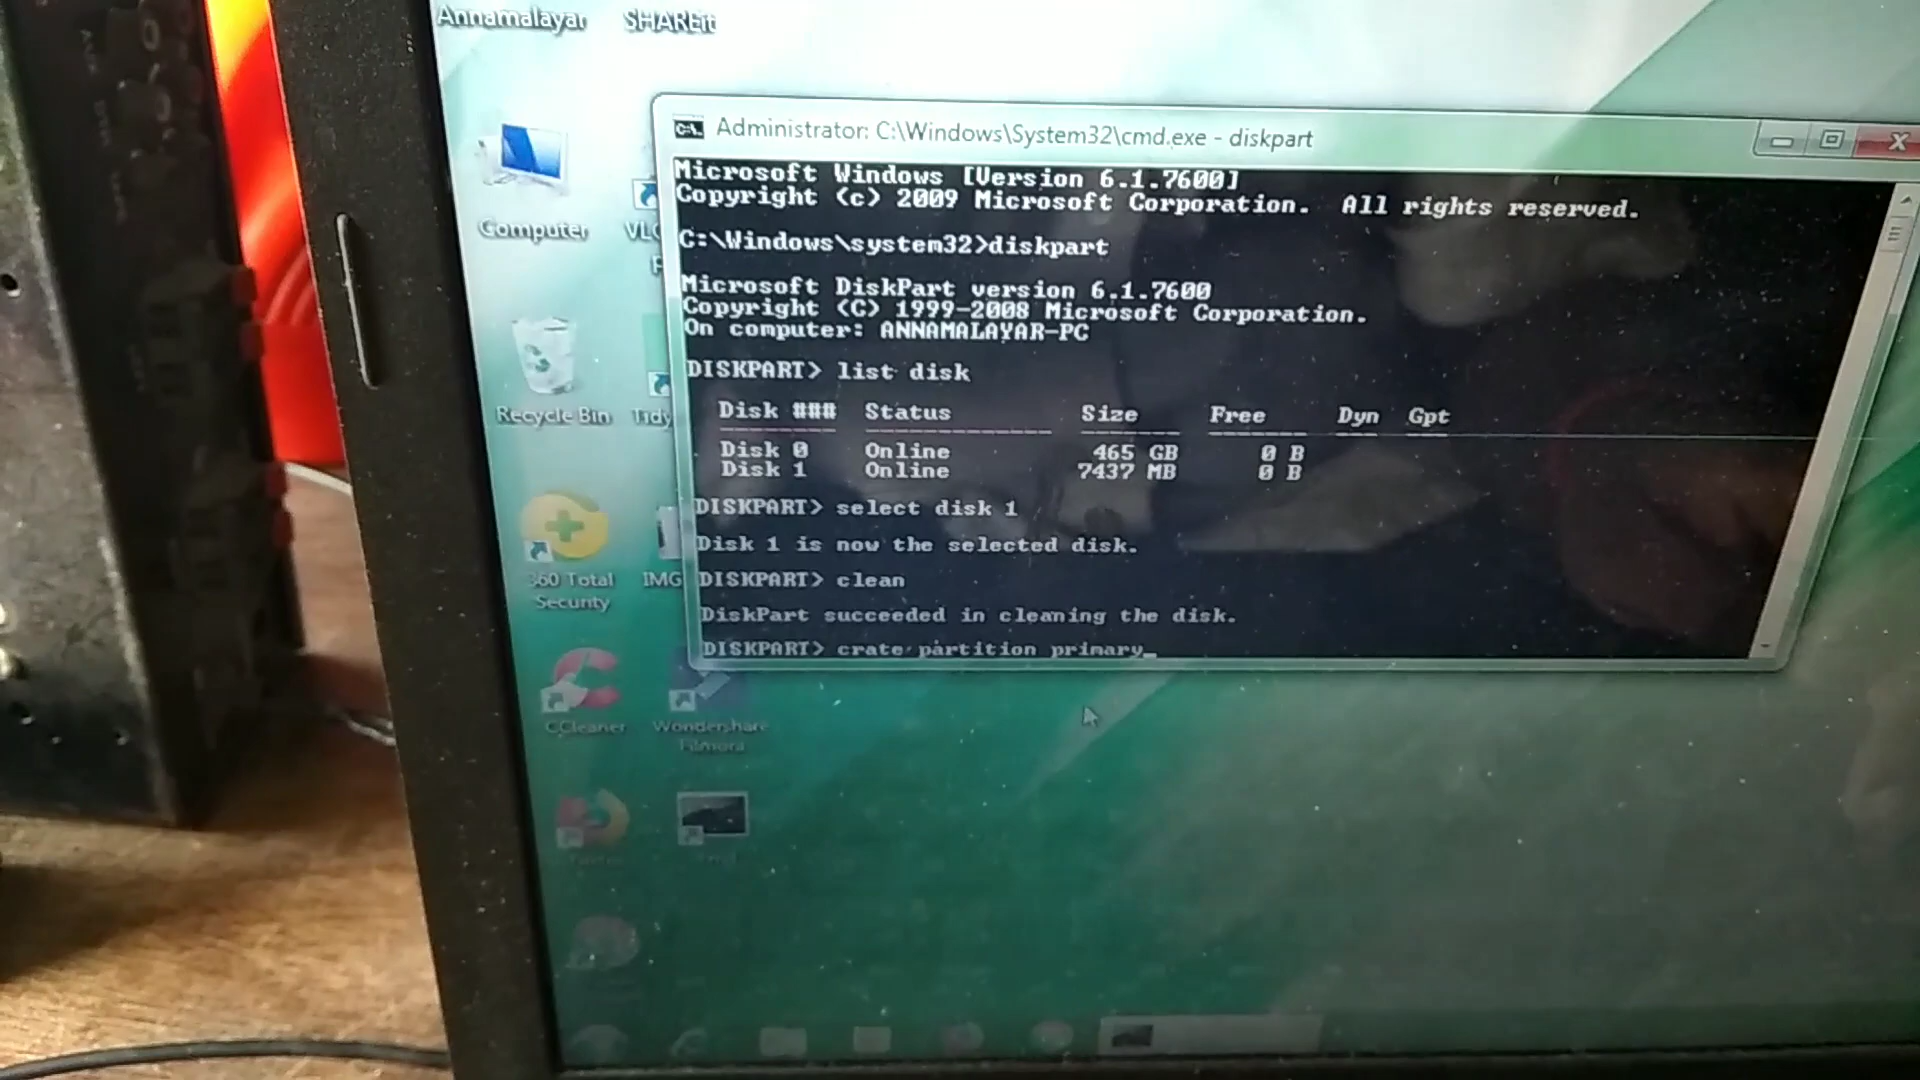 Annamalayar SHAREit
Administrator: C:\Windows\System32\cmd.exe - diskpart
Microsoft Windows [Version 6.1.7600]
Copyright (c) 2009 Microsoft Corporation. All rights reserved.
C:\Windows\system32>diskpart
Microsoft DiskPart version 6.1.7600
Copyright (C) 1999-2008 Microsoft Corporation.
On computer: ANNAMALAYAR-PC
DISKPART> list disk
Disk ### Status Size Free Dyn Gpt
Disk 0 Online 465 GB 0 B
Disk 1 Online 7437 MB 0 B
DISKPART> select disk 1
Disk 1 is now the selected disk.
DISKPART> clean
DiskPart succeeded in cleaning the disk.
DISKPART> crate partition primary_
Computer
VLC
Recycle Bin
Tidy
360 Total
Security
IMG
CCleaner
Wondershare
Filmora